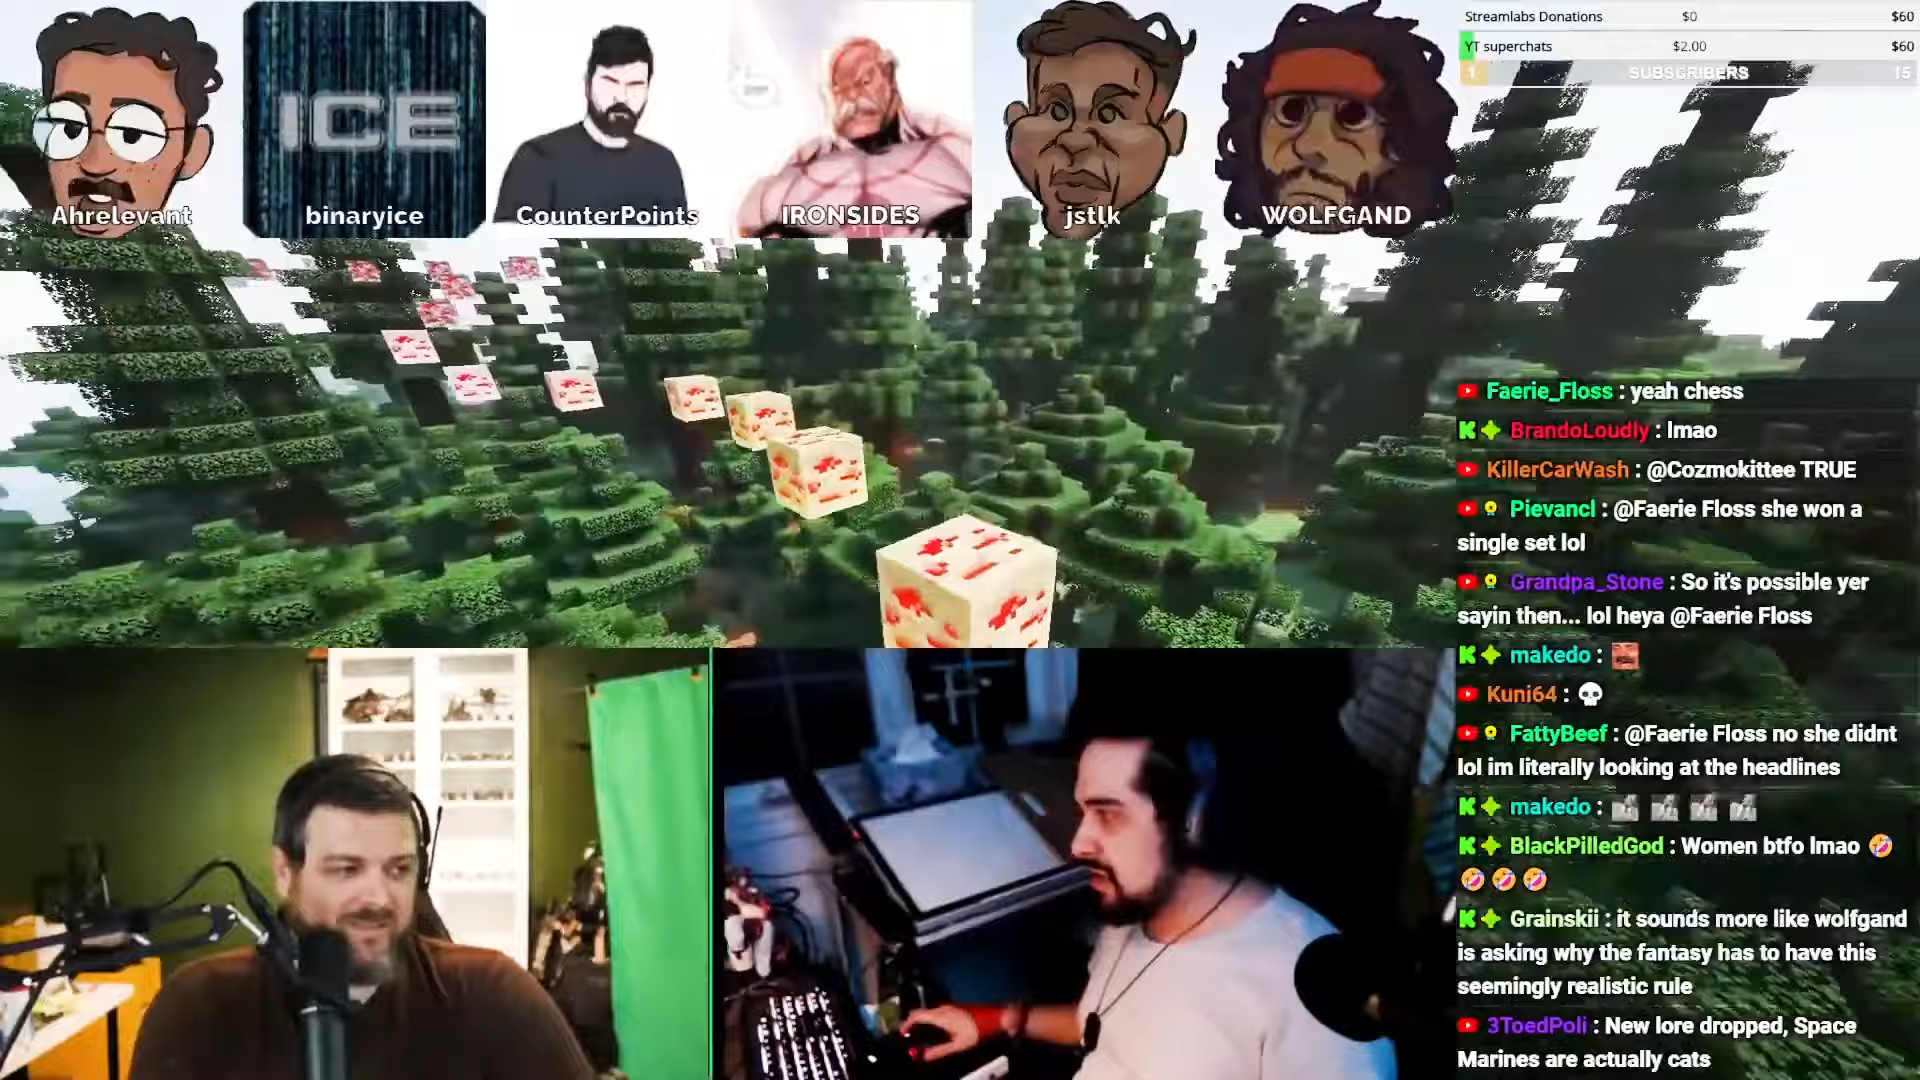 Streamlabs Donations $0 $60
YT superchats $2.00 $60
1 SUBSCRIBERS 15
ICE
Ahrelevant
binaryice
CounterPoints
IRONSIDES
jstlk
WOLFGAND
Faerie_Floss : yeah chess
BrandoLoudly : lmao
KillerCarWash : @Cozmokittee TRUE
Pievancl : @Faerie Floss she won a
single set lol
Grandpa_Stone : So it's possible yer
sayin then... lol heya @Faerie Floss
makedo :
Kuni64 : 💀
FattyBeef : @Faerie Floss no she didnt
lol im literally looking at the headlines
makedo :
BlackPilledGod : Women btfo lmao 🤣
🤣 🤣 🤣
Grainskii : it sounds more like wolfgand
is asking why the fantasy has to have this
seemingly realistic rule
3ToedPoli : New lore dropped, Space
Marines are actually cats